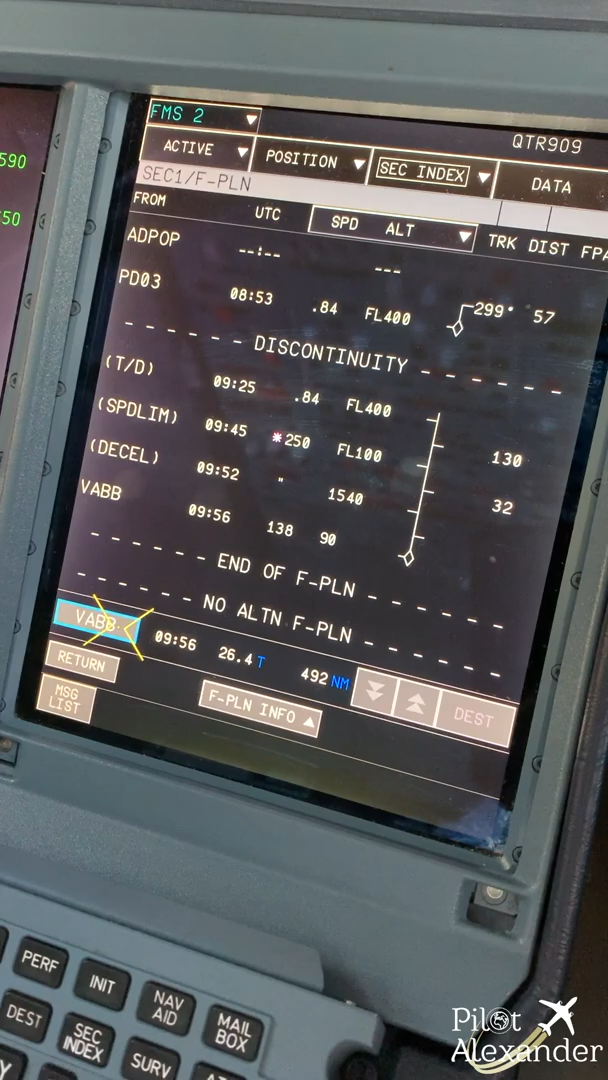 590
50
FMS 2
QTR909
ACTIVE POSITION SEC INDEX DATA
SEC1/F-PLN
FROM UTC SPD ALT TRK DIST FPA
ADPOP --:-- ---
PD03 08:53 .84 FL400 299° 57
- - - - - - DISCONTINUITY - - - - - -
(T/D) 09:25 .84 FL400
(SPDLIM) 09:45 *250 FL100 130
(DECEL) 09:52 " 1540 32
VABB 09:56 138 90
- - - - - - END OF F-PLN - - - - - -
- - - - - - NO ALTN F-PLN - - - - - -
VABB 09:56 26.4 T 492 NM
RETURN
MSG LIST
F-PLN INFO
DEST
PERF
INIT
NAV AID
MAIL BOX
DEST
SEC INDEX
SURV
Pilot
Alexander